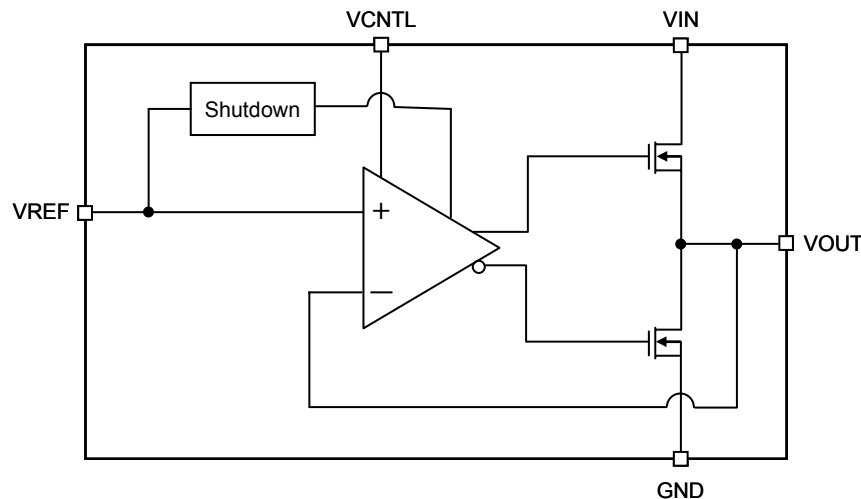 VCNTL
VIN
Shutdown
VREF
+
−
VOUT
GND